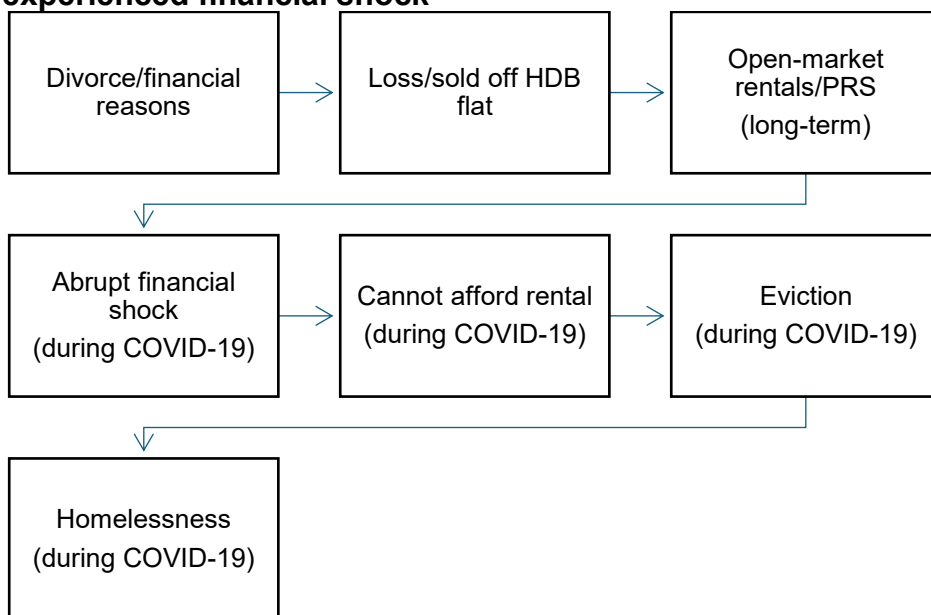 experienced financial shock
Divorce/financial
reasons
Loss/sold off HDB
flat
Open-market
rentals/PRS
(long-term)
Abrupt financial
shock
(during COVID-19)
Cannot afford rental
(during COVID-19)
Eviction
(during COVID-19)
Homelessness
(during COVID-19)